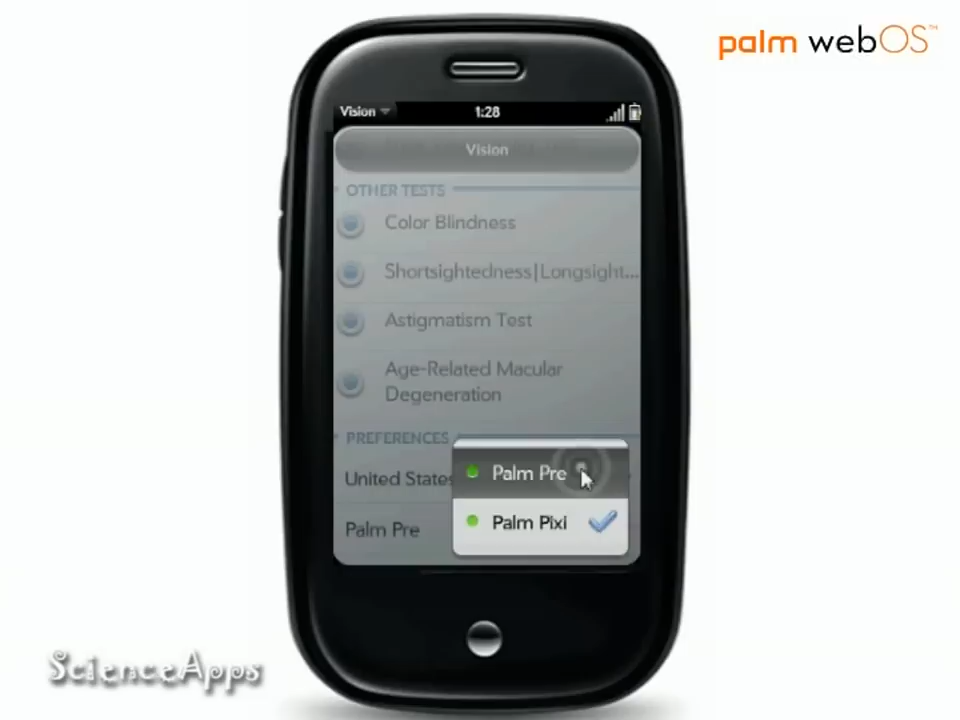 palm webOS™
Vision
1:28
Vision
OTHER TESTS
Color Blindness
Shortsightedness|Longsight...
Astigmatism Test
Age-Related Macular
Degeneration
PREFERENCES
United States
Palm Pre
Palm Pre
Palm Pixi
ScienceApps